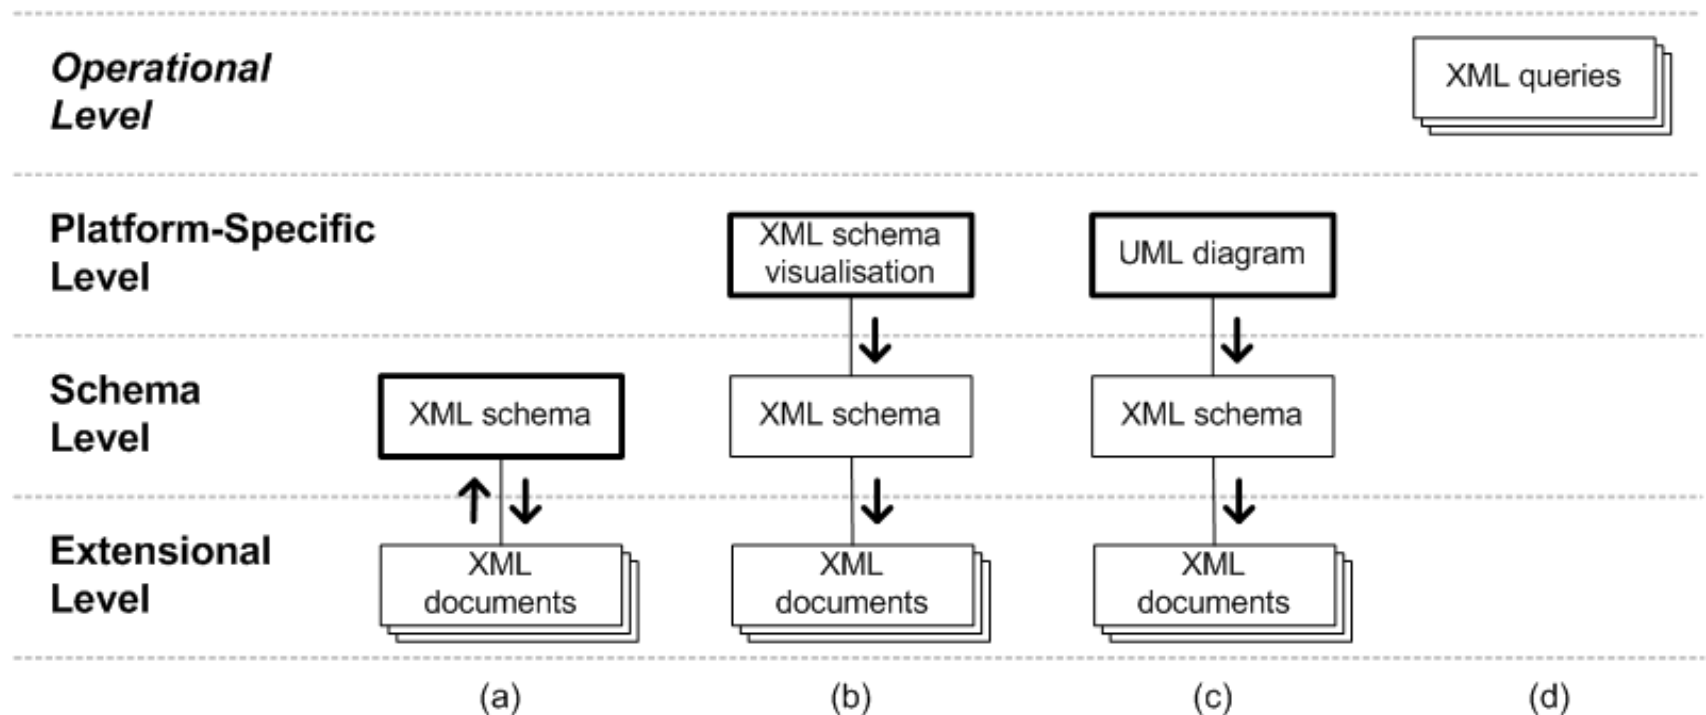 Operational
Level
XML queries
Platform-Specific
Level
XML schema
visualisation
UML diagram
Schema
Level
XML schema
XML schema
XML schema
Extensional
Level
XML
documents
XML
documents
XML
documents
(a)
(b)
(c)
(d)